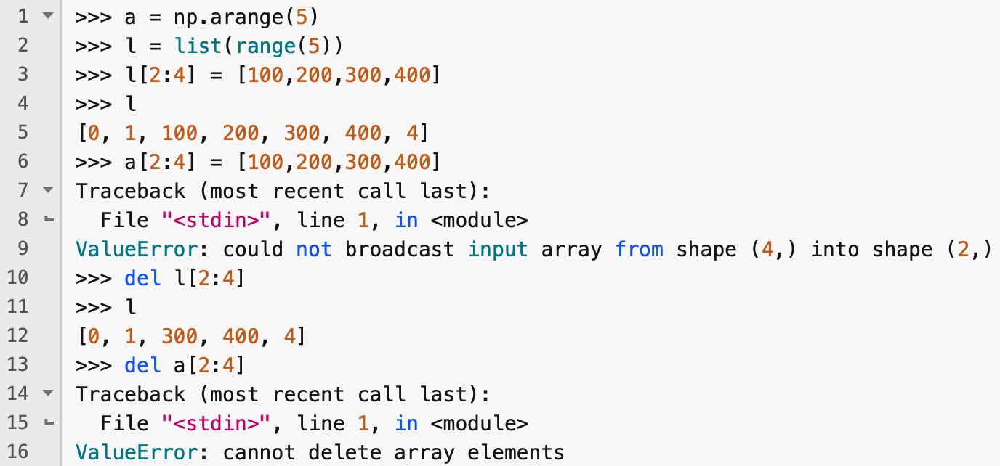 1 >>> a = np.arange(5)
2 >>> l = list(range(5))
3 >>> l[2:4] = [100,200,300,400]
4 >>> l
5 [0, 1, 100, 200, 300, 400, 4]
6 >>> a[2:4] = [100,200,300,400]
7 Traceback (most recent call last):
8   File "<stdin>", line 1, in <module>
9 ValueError: could not broadcast input array from shape (4,) into shape (2,)
10 >>> del l[2:4]
11 >>> l
12 [0, 1, 300, 400, 4]
13 >>> del a[2:4]
14 Traceback (most recent call last):
15   File "<stdin>", line 1, in <module>
16 ValueError: cannot delete array elements